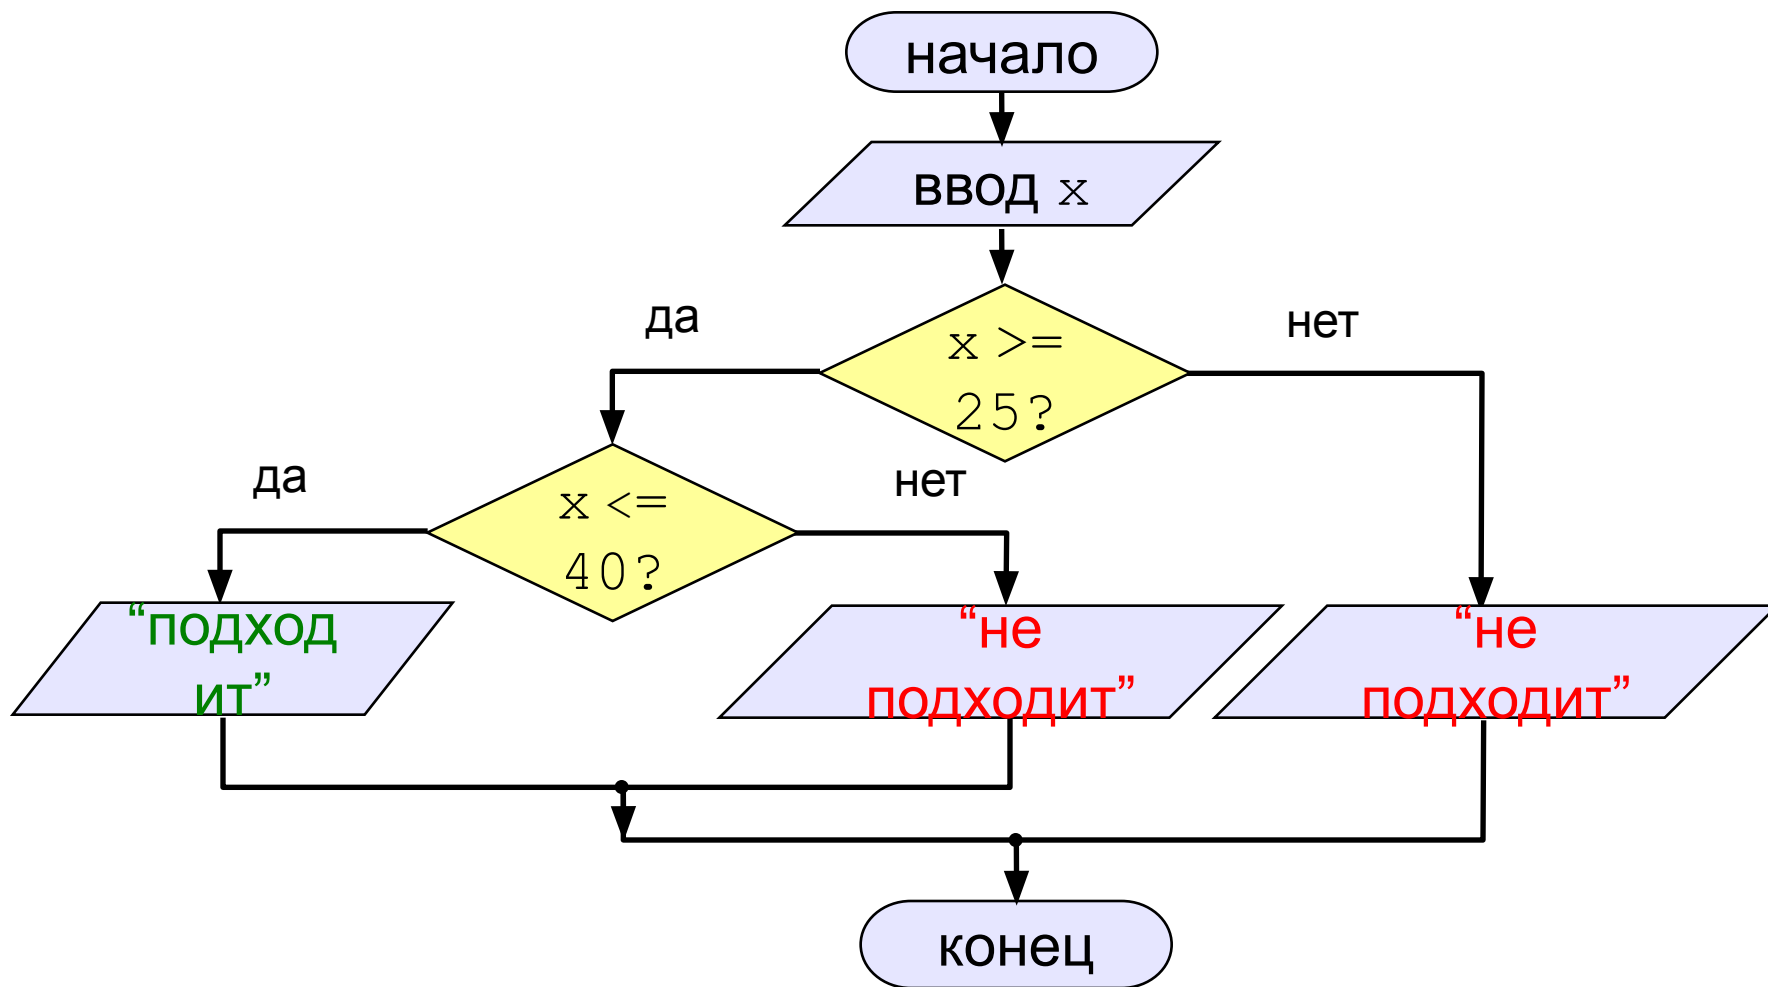 начало
ввод x
да
нет
x >=
25?
да
нет
x <=
40?
“подход
ит”
“не
подходит”
“не
подходит”
конец